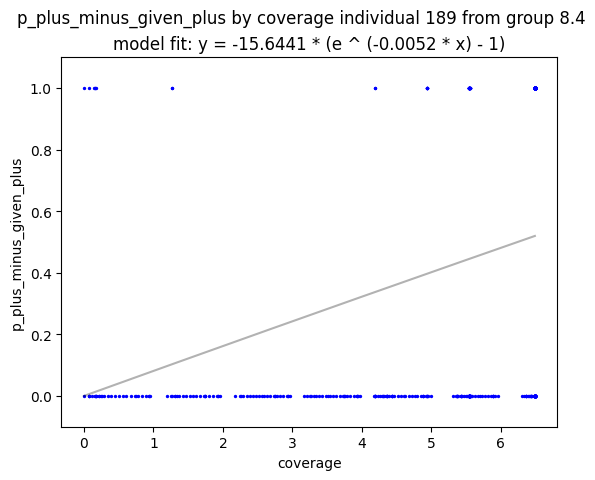 p_plus_minus_given_plus by coverage individual 189 from group 8.4
model fit: y = -15.6441 * (e ^ (-0.0052 * x) - 1)
p_plus_minus_given_plus
1.0
0.8
0.6
0.4
0.2
0.0
0 1 2 3 4 5 6
coverage